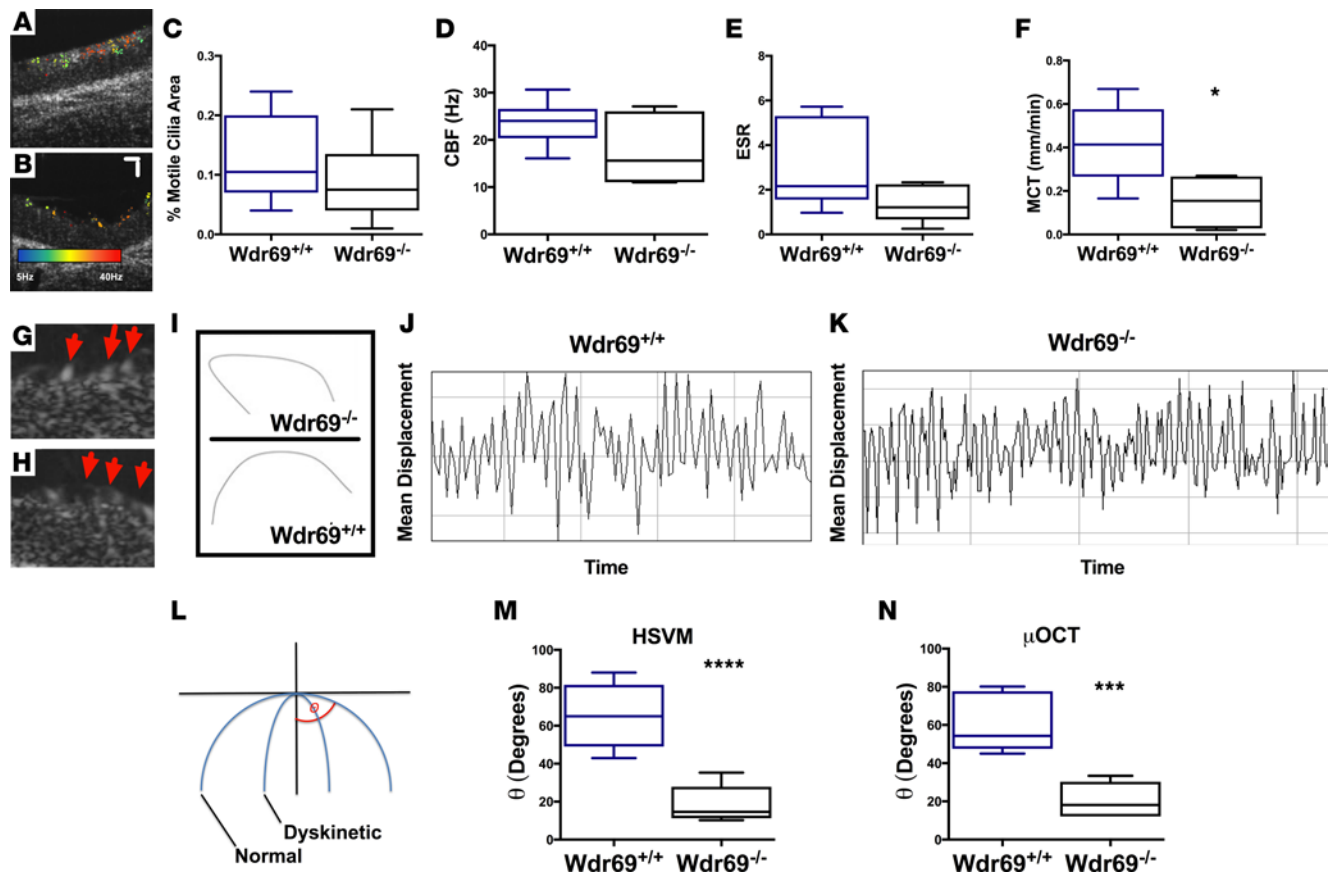 A
B
5Hz 40Hz
C
% Motile Cilia Area
0.3
0.2
0.1
0.0
Wdr69+/+ Wdr69-/-
D
CBF (Hz)
40
30
20
10
0
Wdr69+/+ Wdr69-/-
E
ESR
8
6
4
2
0
Wdr69+/+ Wdr69-/-
F
MCT (mm/min)
0.8
0.6
0.4
0.2
0.0
*
Wdr69+/+ Wdr69-/-
G
H
I
Wdr69-/-
Wdr69+/+
J
Wdr69+/+
Mean Displacement
Time
K
Wdr69-/-
Mean Displacement
Time
L
Θ
Dyskinetic
Normal
M
HSVM
θ (Degrees)
100
80
60
40
20
0
****
Wdr69+/+ Wdr69-/-
N
μOCT
θ (Degrees)
100
80
60
40
20
0
***
Wdr69+/+ Wdr69-/-